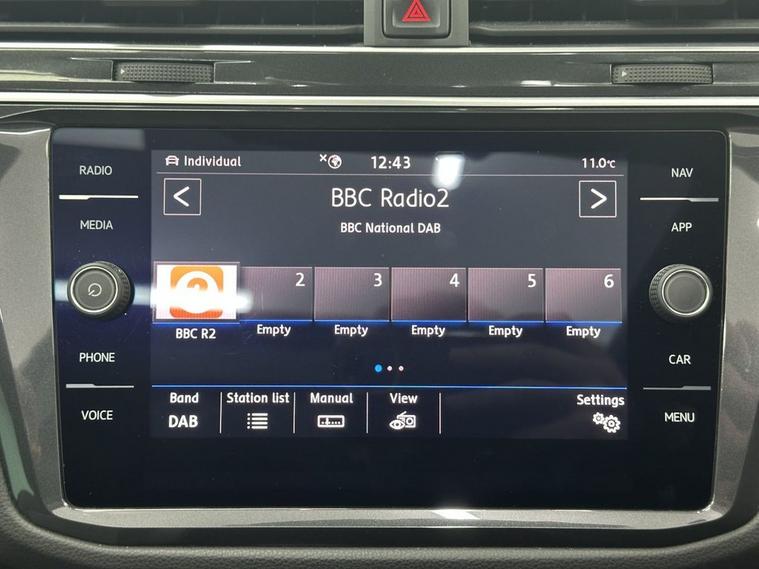 Individual 12:43 11.0°C
RADIO
MEDIA
PHONE
VOICE
BBC Radio2
BBC National DAB
2 3 4 5 6
BBC R2 Empty Empty Empty Empty Empty
Band Station list Manual View Settings
DAB
NAV
APP
CAR
MENU